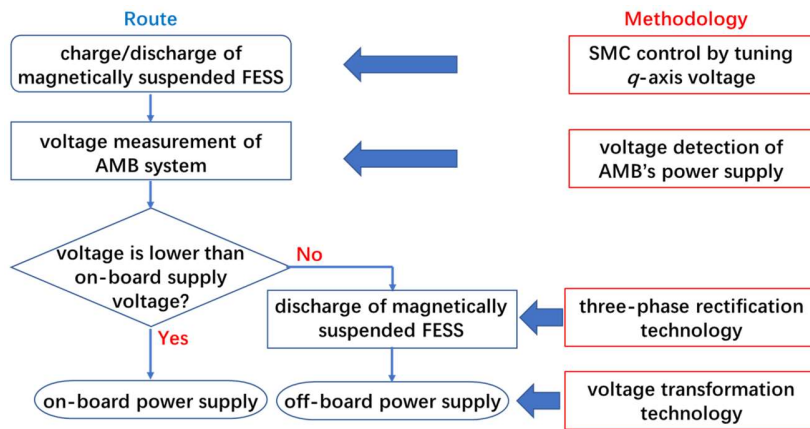 Route
Methodology
charge/discharge of
magnetically suspended FESS
SMC control by tuning
q-axis voltage
voltage measurement of
AMB system
voltage detection of
AMB's power supply
voltage is lower than
on-board supply
voltage?
No
Yes
discharge of magnetically
suspended FESS
three-phase rectification
technology
on-board power supply
off-board power supply
voltage transformation
technology